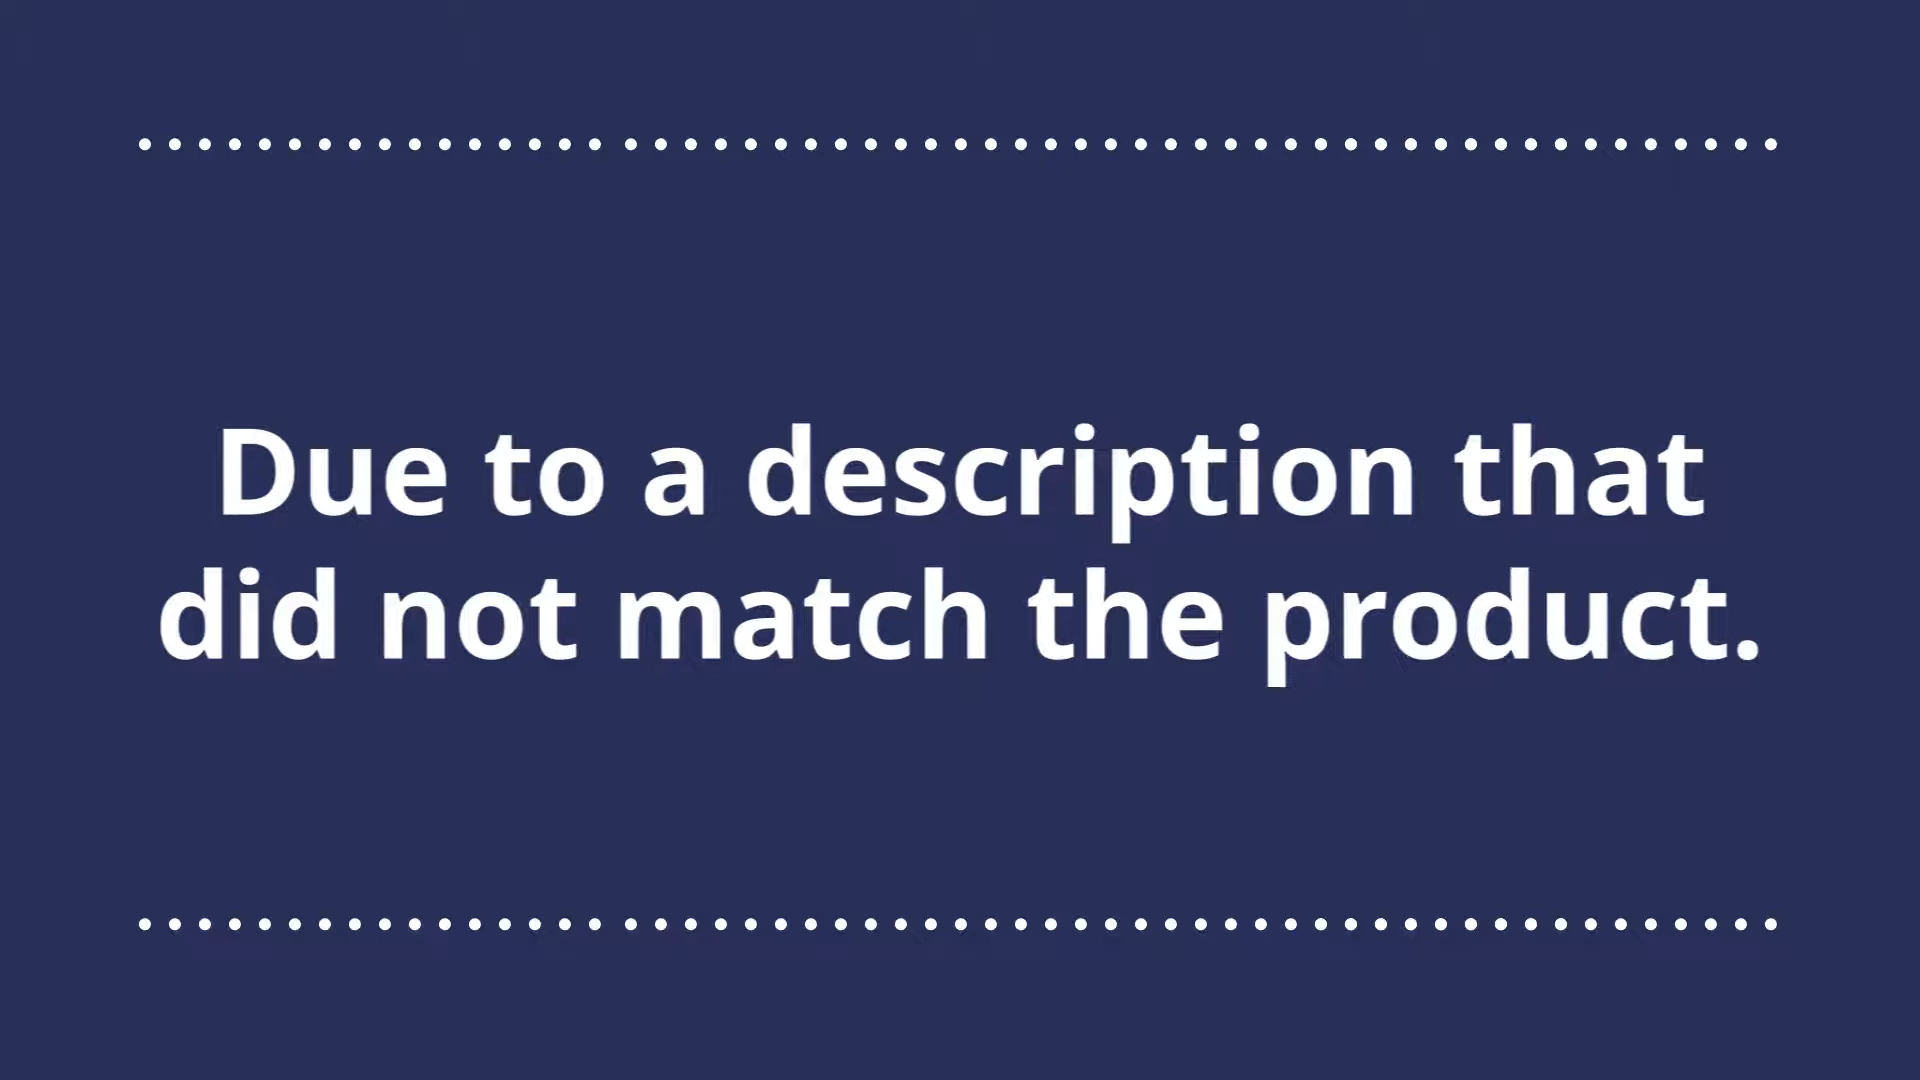 Due to a description that
did not match the product.